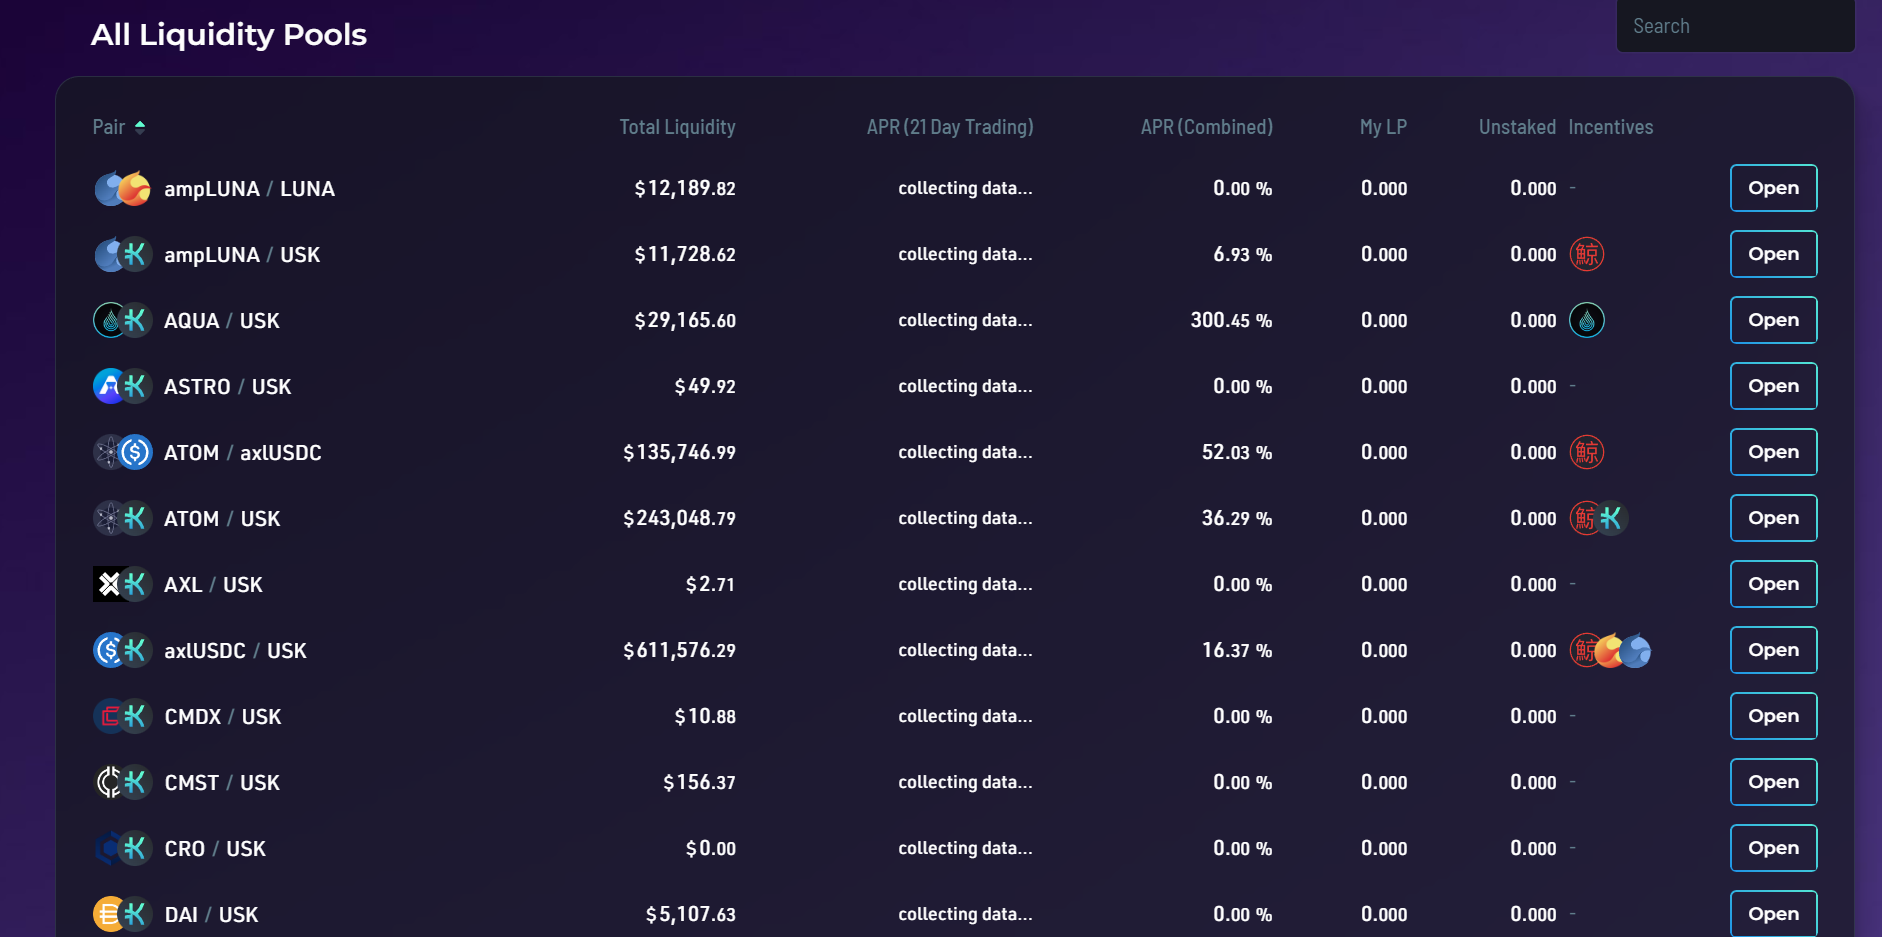 All Liquidity Pools
Search
Pair Total Liquidity APR (21 Day Trading) APR (Combined) My LP Unstaked Incentives
ampLUNA / LUNA $12,189.82 collecting data... 0.00 % 0.000 0.000 - Open
ampLUNA / USK $11,728.62 collecting data... 6.93 % 0.000 0.000 鯨 Open
AQUA / USK $29,165.60 collecting data... 300.45 % 0.000 0.000 Open
ASTRO / USK $49.92 collecting data... 0.00 % 0.000 0.000 - Open
ATOM / axlUSDC $135,746.99 collecting data... 52.03 % 0.000 0.000 鯨 Open
ATOM / USK $243,048.79 collecting data... 36.29 % 0.000 0.000 鯨 Open
AXL / USK $2.71 collecting data... 0.00 % 0.000 0.000 - Open
axlUSDC / USK $611,576.29 collecting data... 16.37 % 0.000 0.000 鯨 Open
CMDX / USK $10.88 collecting data... 0.00 % 0.000 0.000 - Open
CMST / USK $156.37 collecting data... 0.00 % 0.000 0.000 - Open
CRO / USK $0.00 collecting data... 0.00 % 0.000 0.000 - Open
DAI / USK $5,107.63 collecting data... 0.00 % 0.000 0.000 - Open